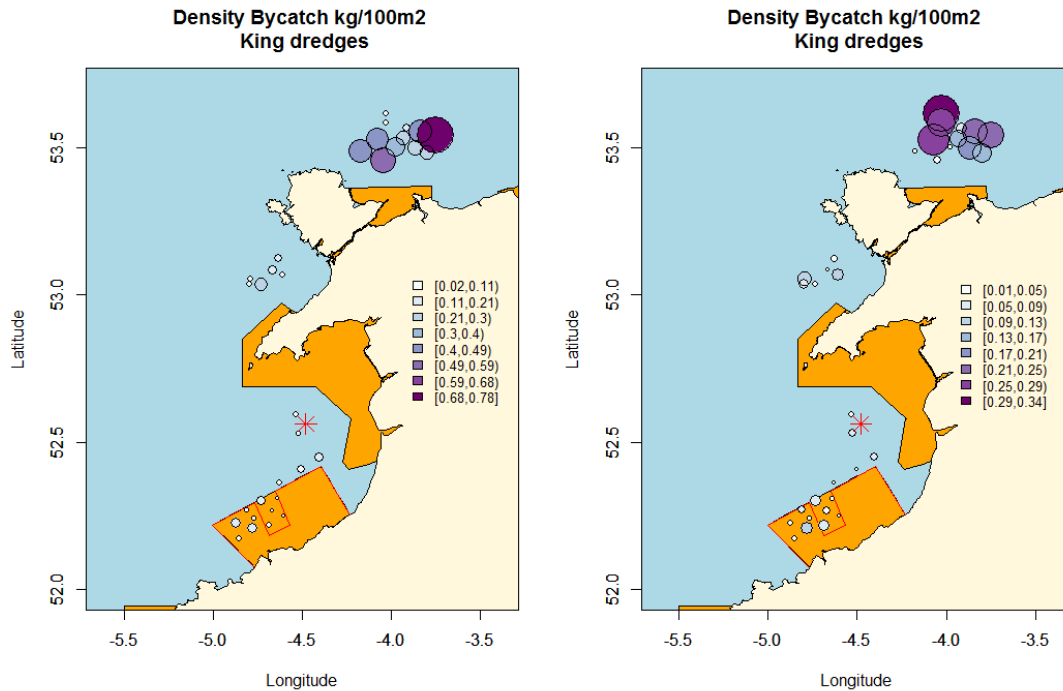 Density Bycatch kg/100m2
King dredges
53.5
53.0
52.5
52.0
Latitude
[0.02,0.11)
[0.11,0.21)
[0.21,0.3)
[0.3,0.4)
[0.4,0.49)
[0.49,0.59)
[0.59,0.68)
[0.68,0.78]
-5.5 -5.0 -4.5 -4.0 -3.5
Longitude
Density Bycatch kg/100m2
King dredges
53.5
53.0
52.5
52.0
Latitude
[0.01,0.05)
[0.05,0.09)
[0.09,0.13)
[0.13,0.17)
[0.17,0.21)
[0.21,0.25)
[0.25,0.29)
[0.29,0.34]
-5.5 -5.0 -4.5 -4.0 -3.5
Longitude